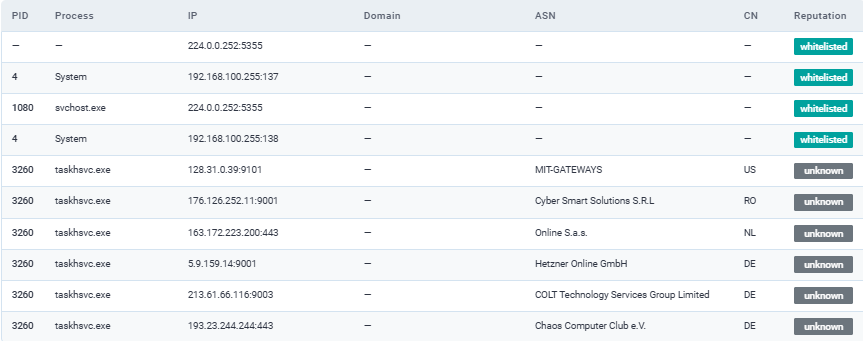 PID Process IP Domain ASN CN Reputation
— — 224.0.0.252:5355 — — — whitelisted
4 System 192.168.100.255:137 — — — whitelisted
1080 svchost.exe 224.0.0.252:5355 — — — whitelisted
4 System 192.168.100.255:138 — — — whitelisted
3260 taskhsvc.exe 128.31.0.39:9101 — MIT-GATEWAYS US unknown
3260 taskhsvc.exe 176.126.252.11:9001 — Cyber Smart Solutions S.R.L RO unknown
3260 taskhsvc.exe 163.172.223.200:443 — Online S.a.s. NL unknown
3260 taskhsvc.exe 5.9.159.14:9001 — Hetzner Online GmbH DE unknown
3260 taskhsvc.exe 213.61.66.116:9003 — COLT Technology Services Group Limited DE unknown
3260 taskhsvc.exe 193.23.244.244:443 — Chaos Computer Club e.V. DE unknown